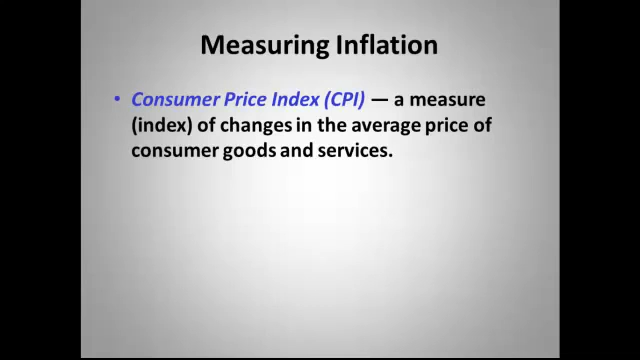 Measuring Inflation
• Consumer Price Index (CPI) — a measure
(index) of changes in the average price of
consumer goods and services.